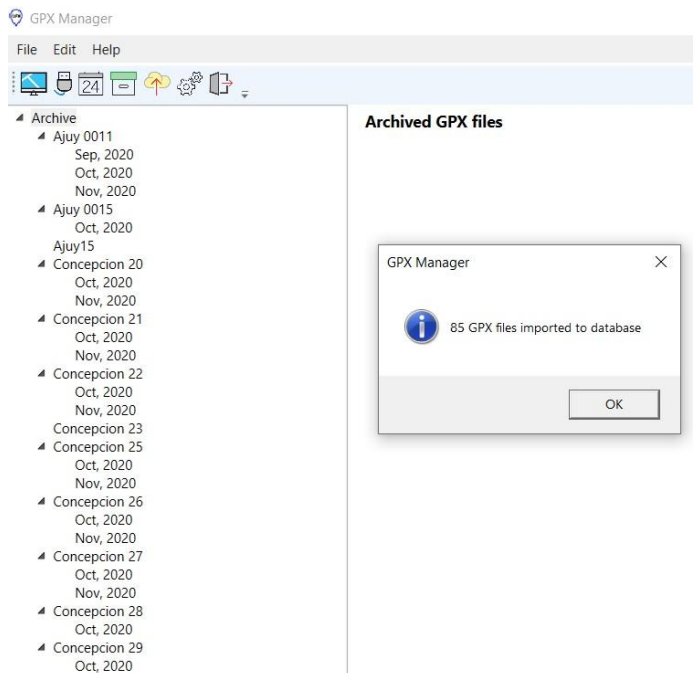 GPX Manager
File Edit Help
24
Archive
Ajuy 0011
Sep, 2020
Oct, 2020
Nov, 2020
Ajuy 0015
Oct, 2020
Ajuy15
Concepcion 20
Oct, 2020
Nov, 2020
Concepcion 21
Oct, 2020
Nov, 2020
Concepcion 22
Oct, 2020
Nov, 2020
Concepcion 23
Concepcion 25
Oct, 2020
Nov, 2020
Concepcion 26
Oct, 2020
Nov, 2020
Concepcion 27
Oct, 2020
Nov, 2020
Concepcion 28
Oct, 2020
Concepcion 29
Oct, 2020
Archived GPX files
GPX Manager
85 GPX files imported to database
OK